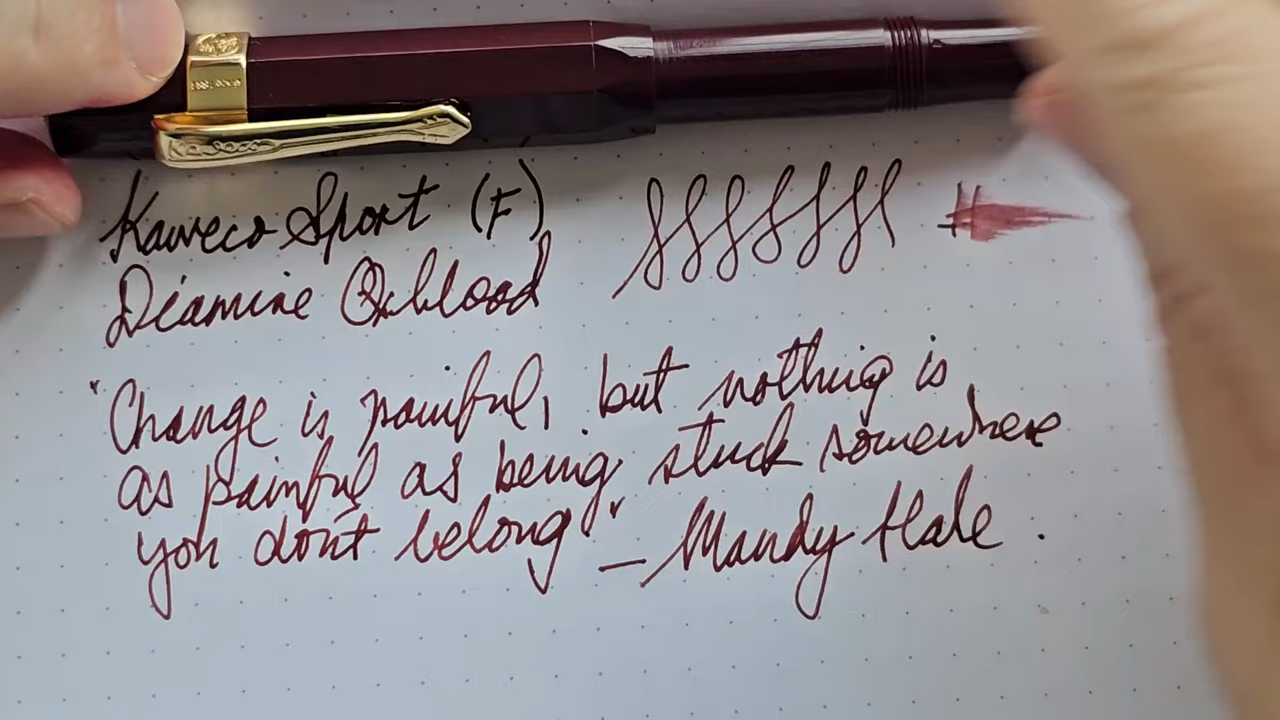 Kaweco Sport (F)
Diamine Oxblood
"Change is painful, but nothing is
as painful as being stuck somewhere
you don't belong" - Mandy Hale.